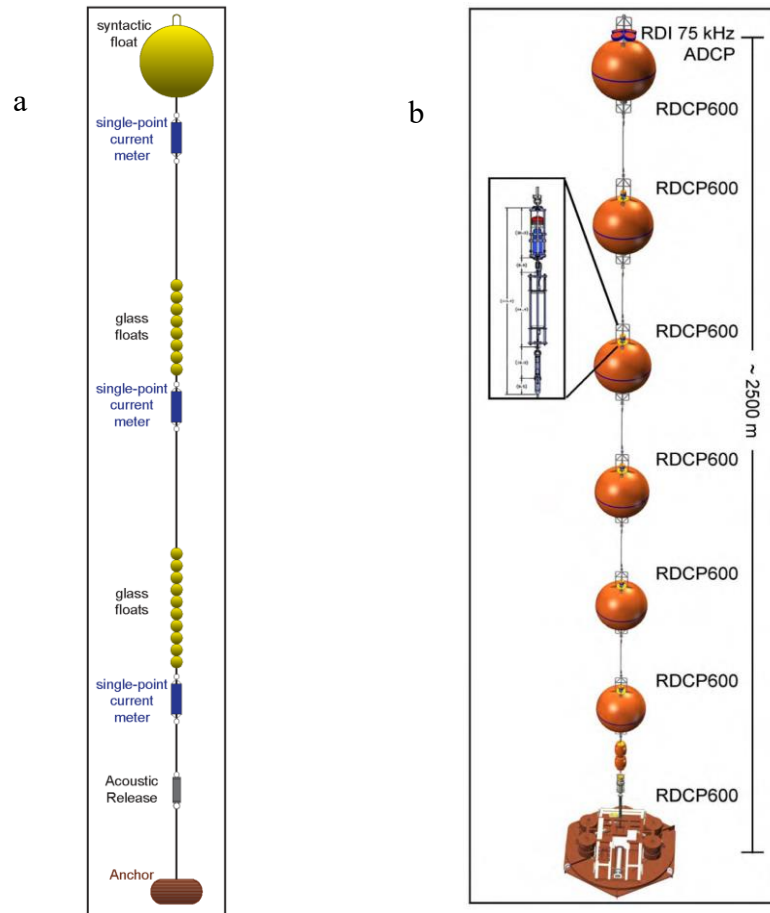 a
syntactic
float
single-point
current
meter
glass
floats
single-point
current
meter
glass
floats
single-point
current
meter
Acoustic
Release
Anchor
b
RDI 75 kHz
ADCP
RDCP600
RDCP600
RDCP600
RDCP600
RDCP600
RDCP600
RDCP600
~ 2500 m